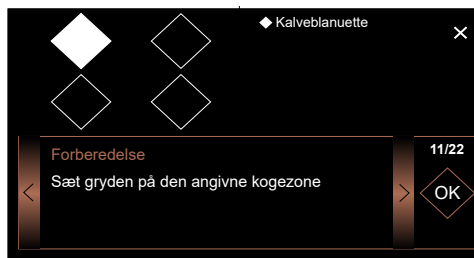 Kalveblanuette
Forberedelse
11/22
Sæt gryden på den angivne kogezone
OK